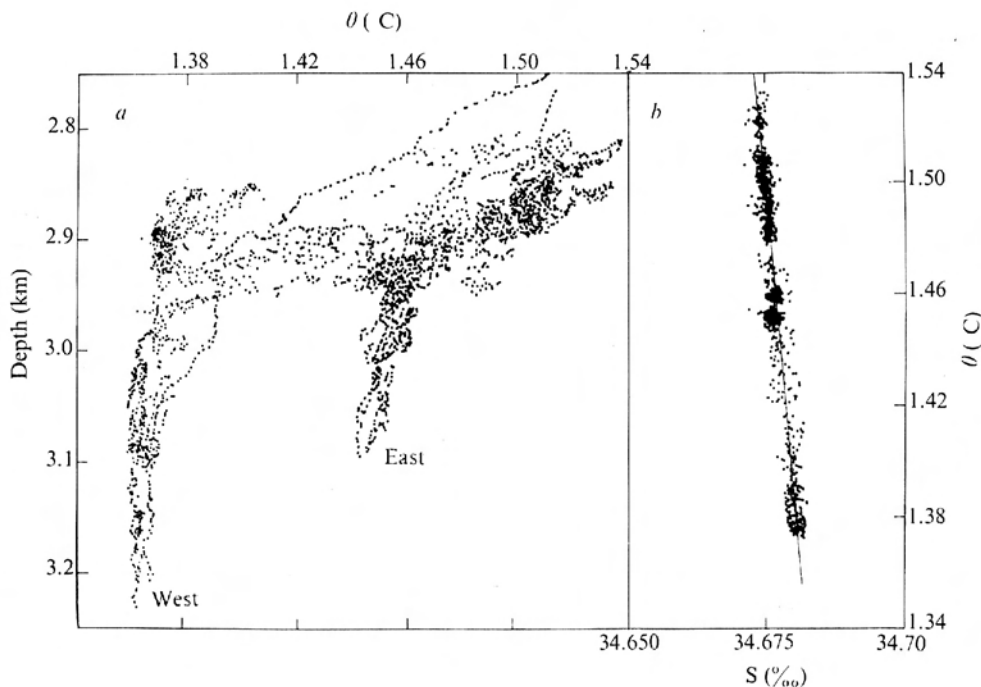 θ ( C)
1.38 1.42 1.46 1.50 1.54
a
b
1.54
1.50
1.46
1.42
1.38
1.34
θ ( C)
2.8
2.9
3.0
3.1
3.2
Depth (km)
East
West
34.650 34.675 34.70
S (‰)